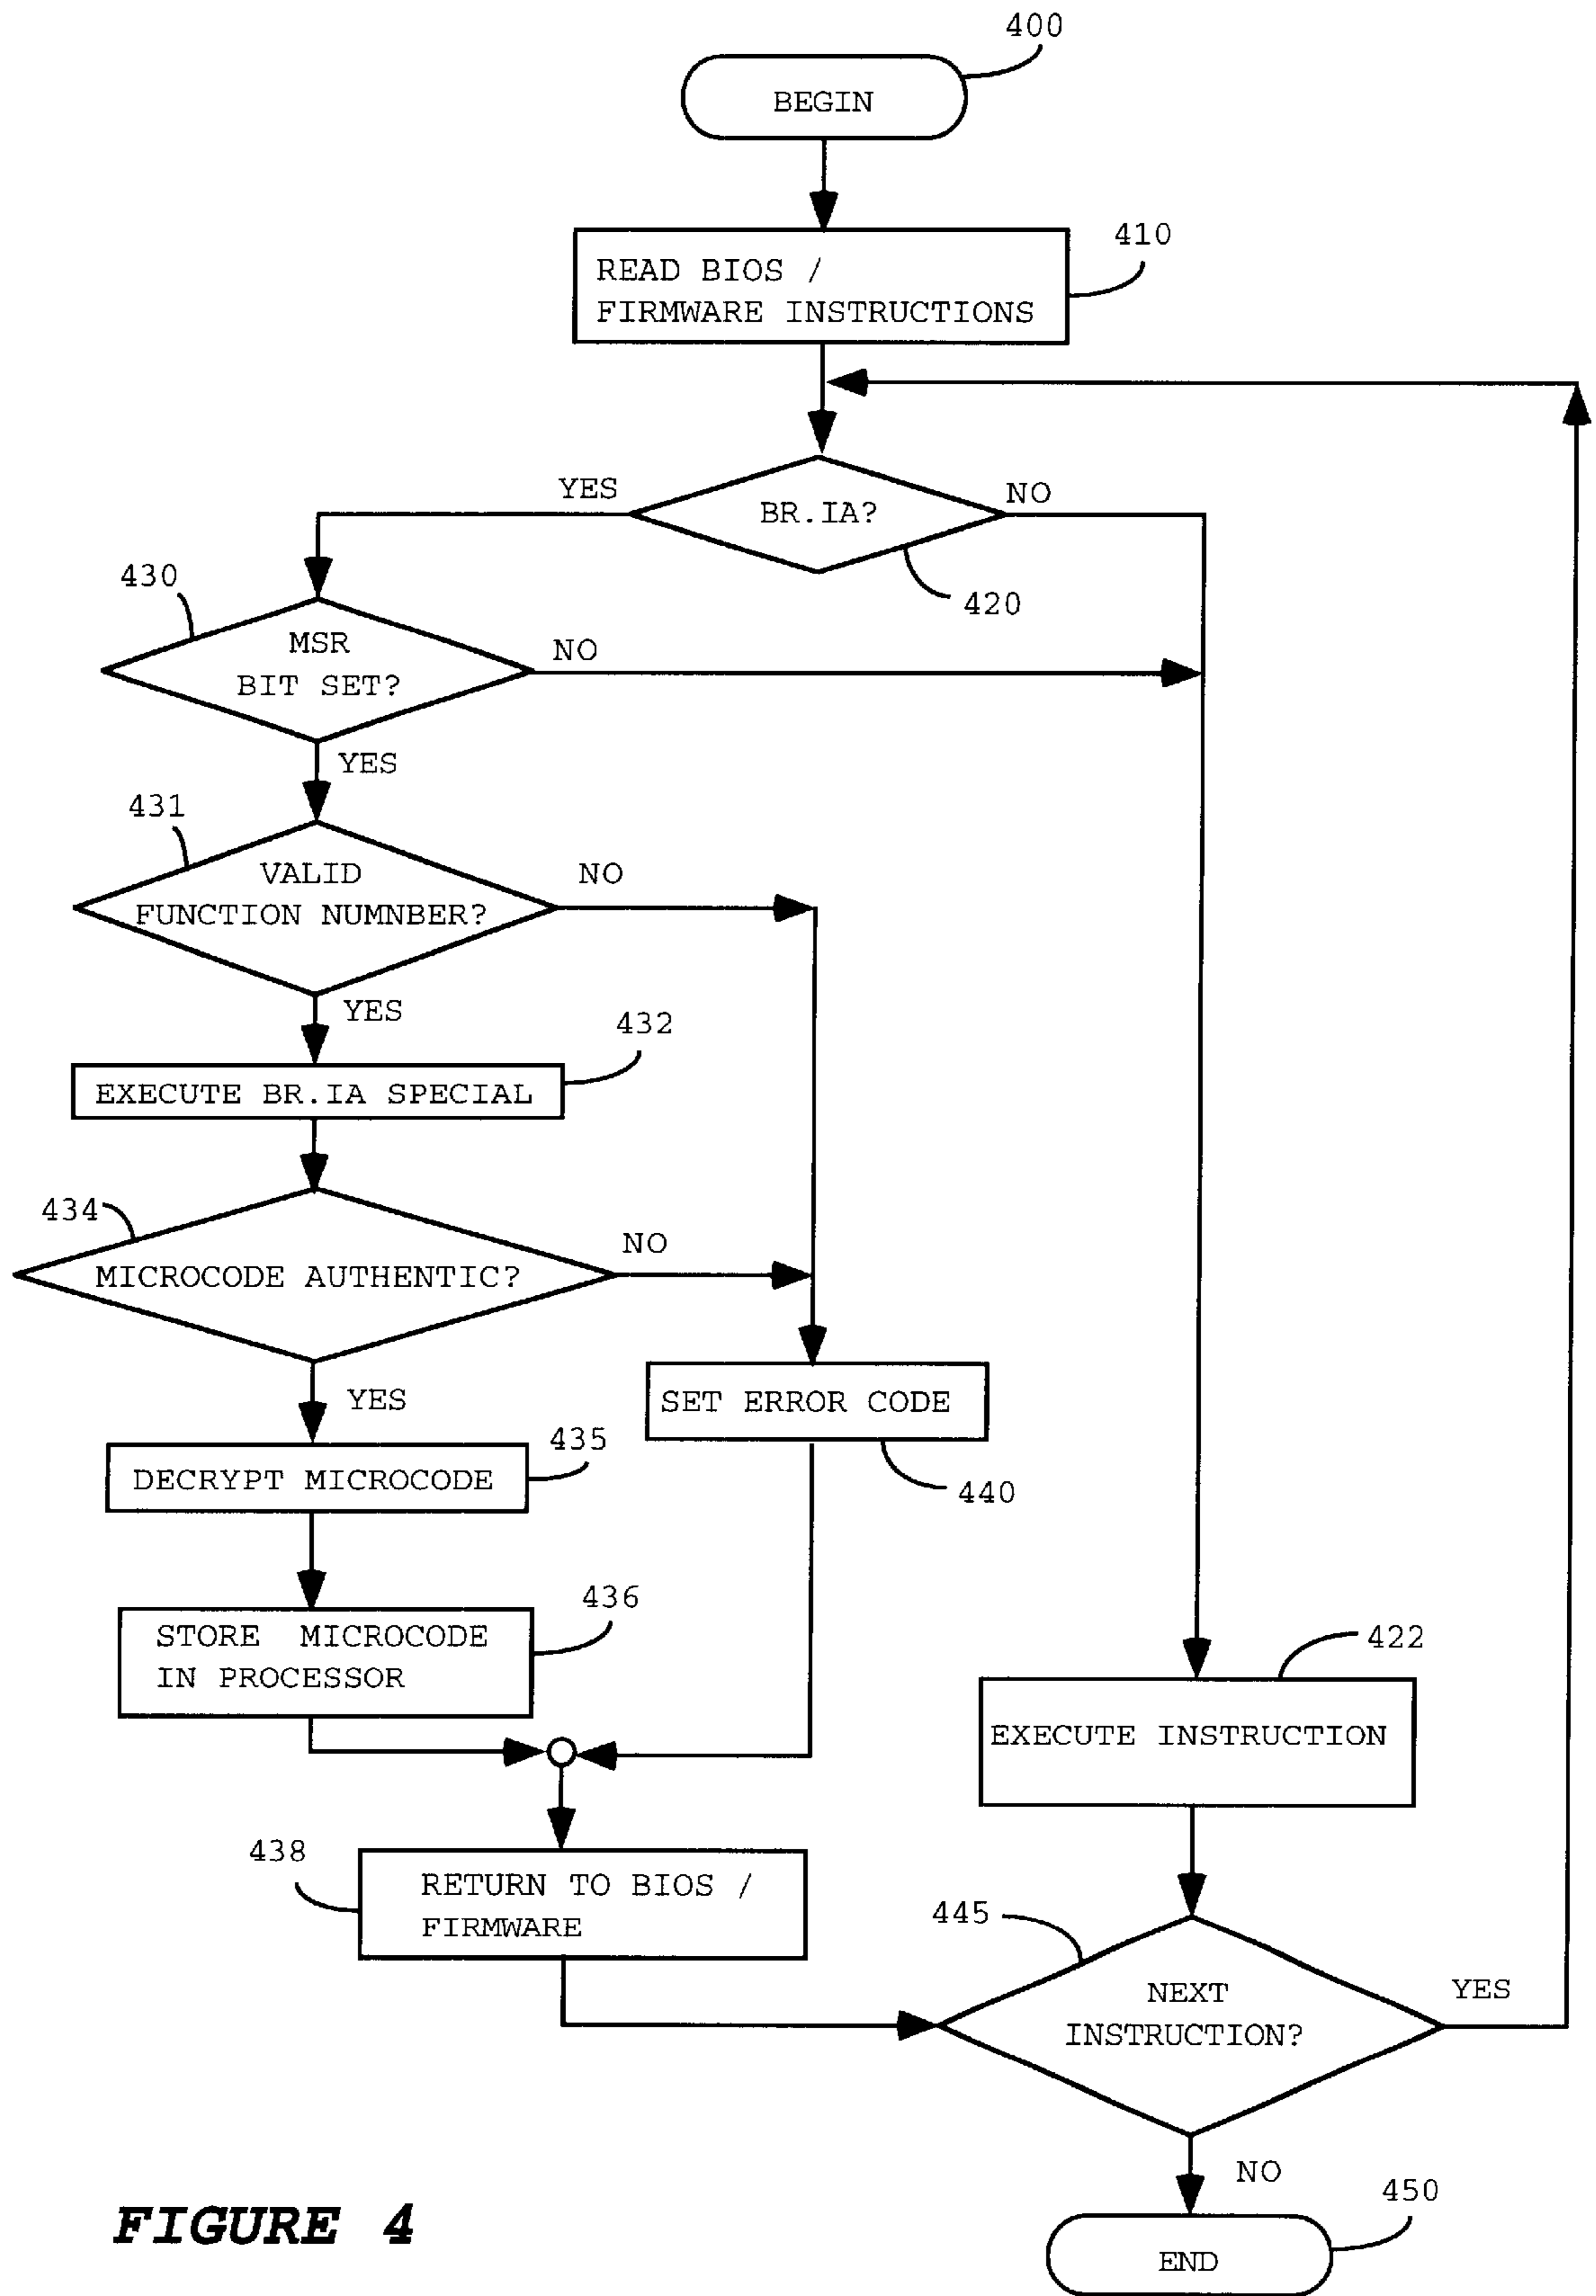 400
BEGIN
410
READ BIOS /
FIRMWARE INSTRUCTIONS
YES
BR.IA?
NO
420
430
MSR
BIT SET?
NO
YES
431
VALID
FUNCTION NUMNBER?
NO
YES
432
EXECUTE BR.IA SPECIAL
434
MICROCODE AUTHENTIC?
NO
YES
SET ERROR CODE
440
435
DECRYPT MICROCODE
436
STORE MICROCODE
IN PROCESSOR
422
EXECUTE INSTRUCTION
438
RETURN TO BIOS /
FIRMWARE
445
NEXT
INSTRUCTION?
YES
NO
450
END
FIGURE 4